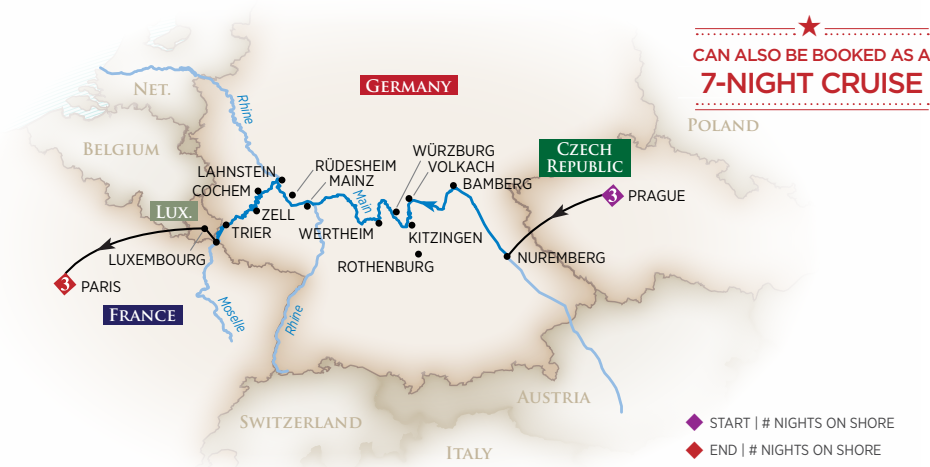 CAN ALSO BE BOOKED AS A
7-NIGHT CRUISE
NET.
Rhine
GERMANY
POLAND
BELGIUM
CZECH
REPUBLIC
WÜRZBURG
VOLKACH
LAHNSTEIN
RÜDESHEIM
MAINZ
BAMBERG
COCHEM
Main
3
PRAGUE
LUX.
ZELL
TRIER
WERTHEIM
KITZINGEN
LUXEMBOURG
ROTHENBURG
NUREMBERG
3
PARIS
FRANCE
Moselle
Rhine
AUSTRIA
SWITZERLAND
ITALY
START | # NIGHTS ON SHORE
END | # NIGHTS ON SHORE